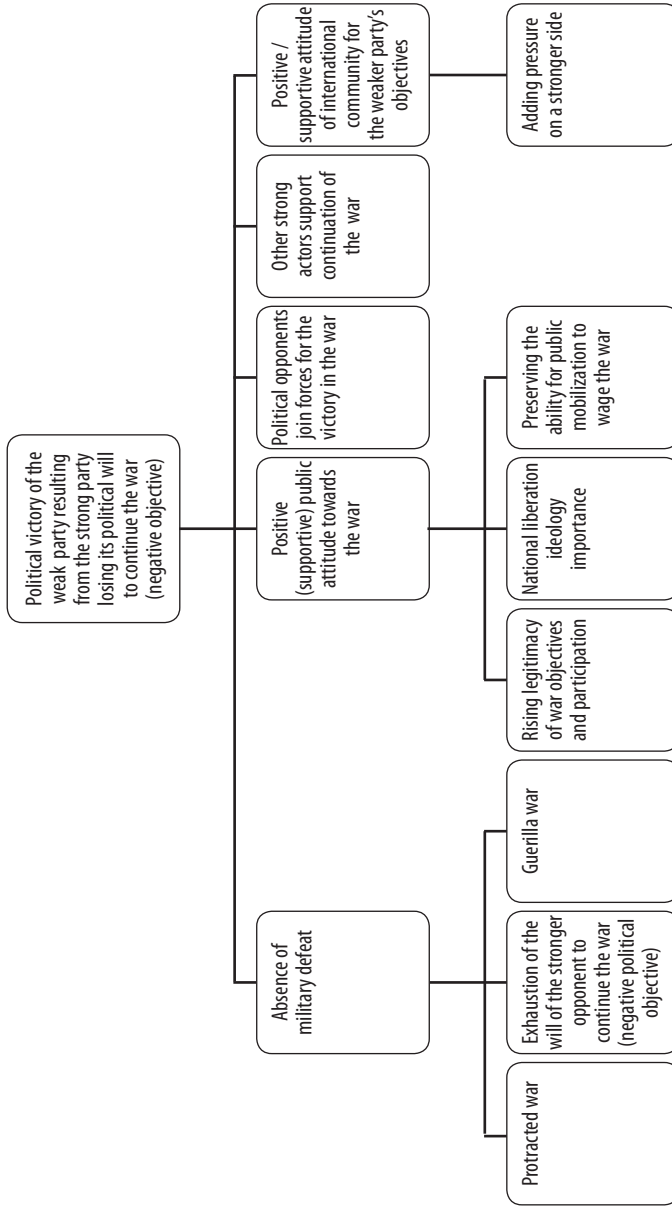 Political victory of the
weak party resulting
from the strong party
losing its political will
to continue the war
(negative objective)
Absence of
military defeat
Positive
(supportive) public
attitude towards
the war
Political opponents
join forces for the
victory in the war
Other strong
actors support
continuation of
the war
Positive /
supportive attitude
of international
community for
the weaker party's
objectives
Protracted war
Exhaustion of the
will of the stronger
opponent to
continue the war
(negative political
objective)
Guerilla war
Rising legitimacy
of war objectives
and participation
National liberation
ideology
importance
Preserving the
ability for public
mobilization to
wage the war
Adding pressure
on a stronger side